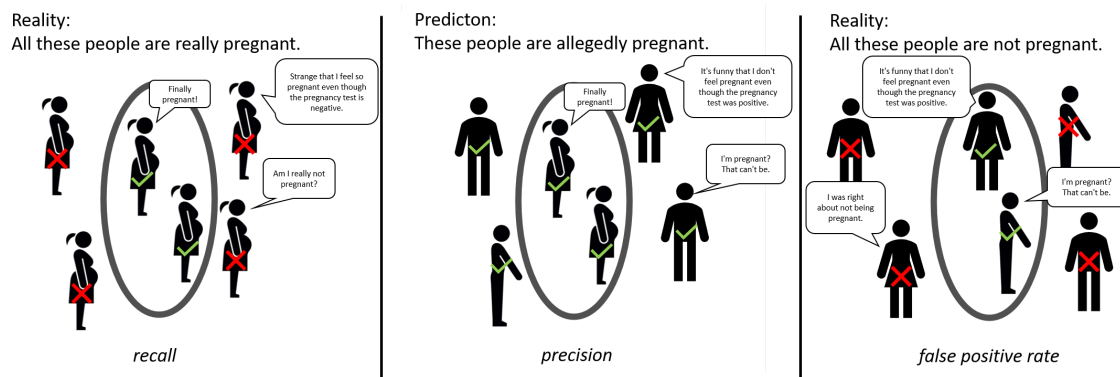 Reality:
All these people are really pregnant.
Finally
pregnant!
Strange that I feel so
pregnant even though
the pregnancy test is
negative.
Am I really not
pregnant?
recall
Predicton:
These people are allegedly pregnant.
Finally
pregnant!
It's funny that I don't
feel pregnant even
though the pregnancy
test was positive.
I'm pregnant?
That can't be.
precision
Reality:
All these people are not pregnant.
It's funny that I don't
feel pregnant even
though the pregnancy
test was positive.
I'm pregnant?
That can't be.
I was right
about not being
pregnant.
false positive rate